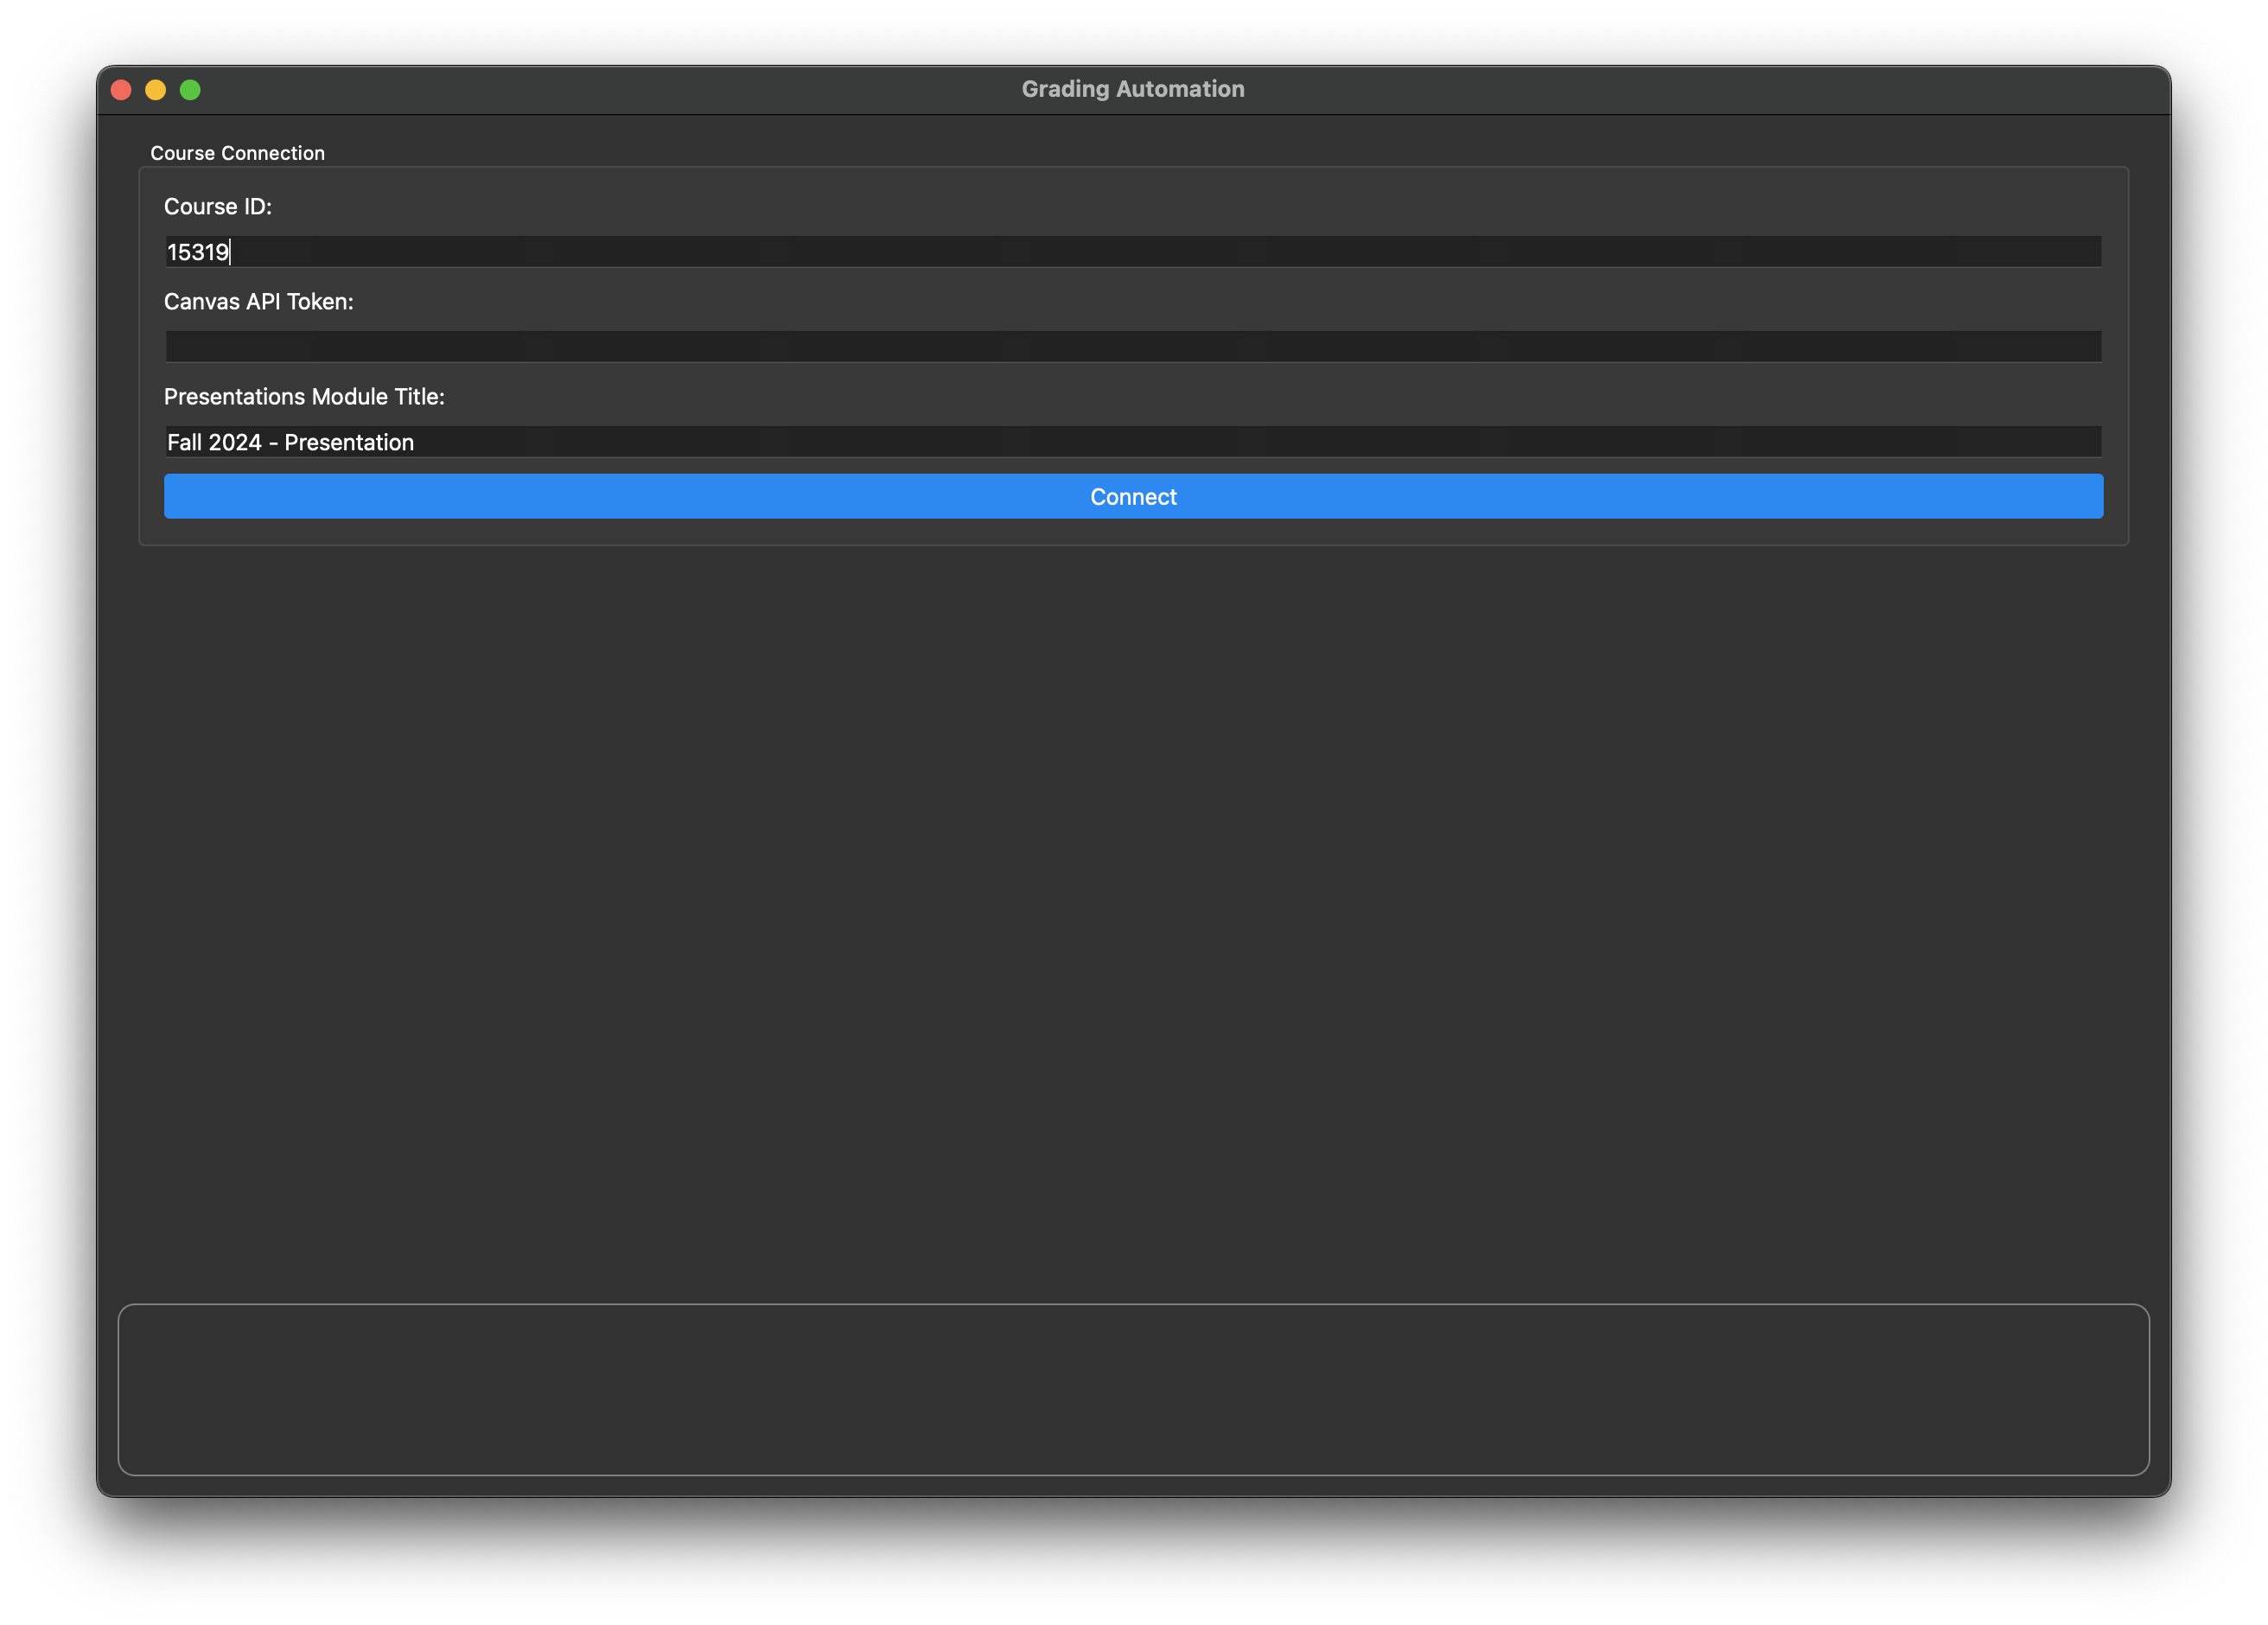 Grading Automation
Course Connection
Course ID:
15319
Canvas API Token:
Presentations Module Title:
Fall 2024 - Presentation
Connect